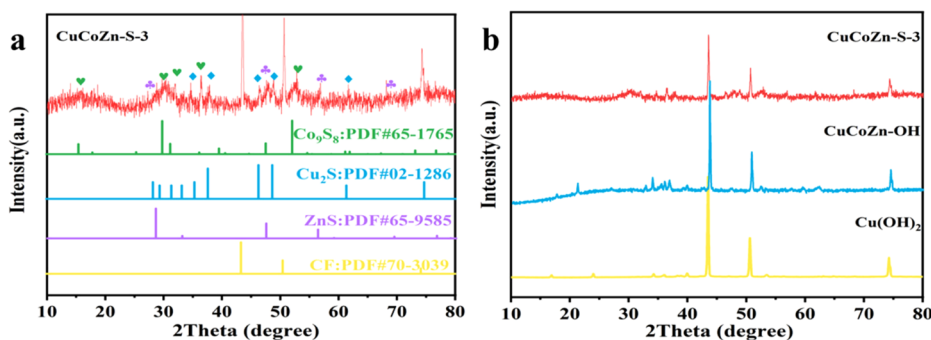 a
CuCoZn-S-3
Co₉S₈:PDF#65-1765
Cu₂S:PDF#02-1286
ZnS:PDF#65-9585
CF:PDF#70-3039
Intensity(a.u.)
10 20 30 40 50 60 70 80
2Theta (degree)
b
CuCoZn-S-3
CuCoZn-OH
Cu(OH)₂
Intensity(a.u.)
10 20 30 40 50 60 70 80
2Theta (degree)